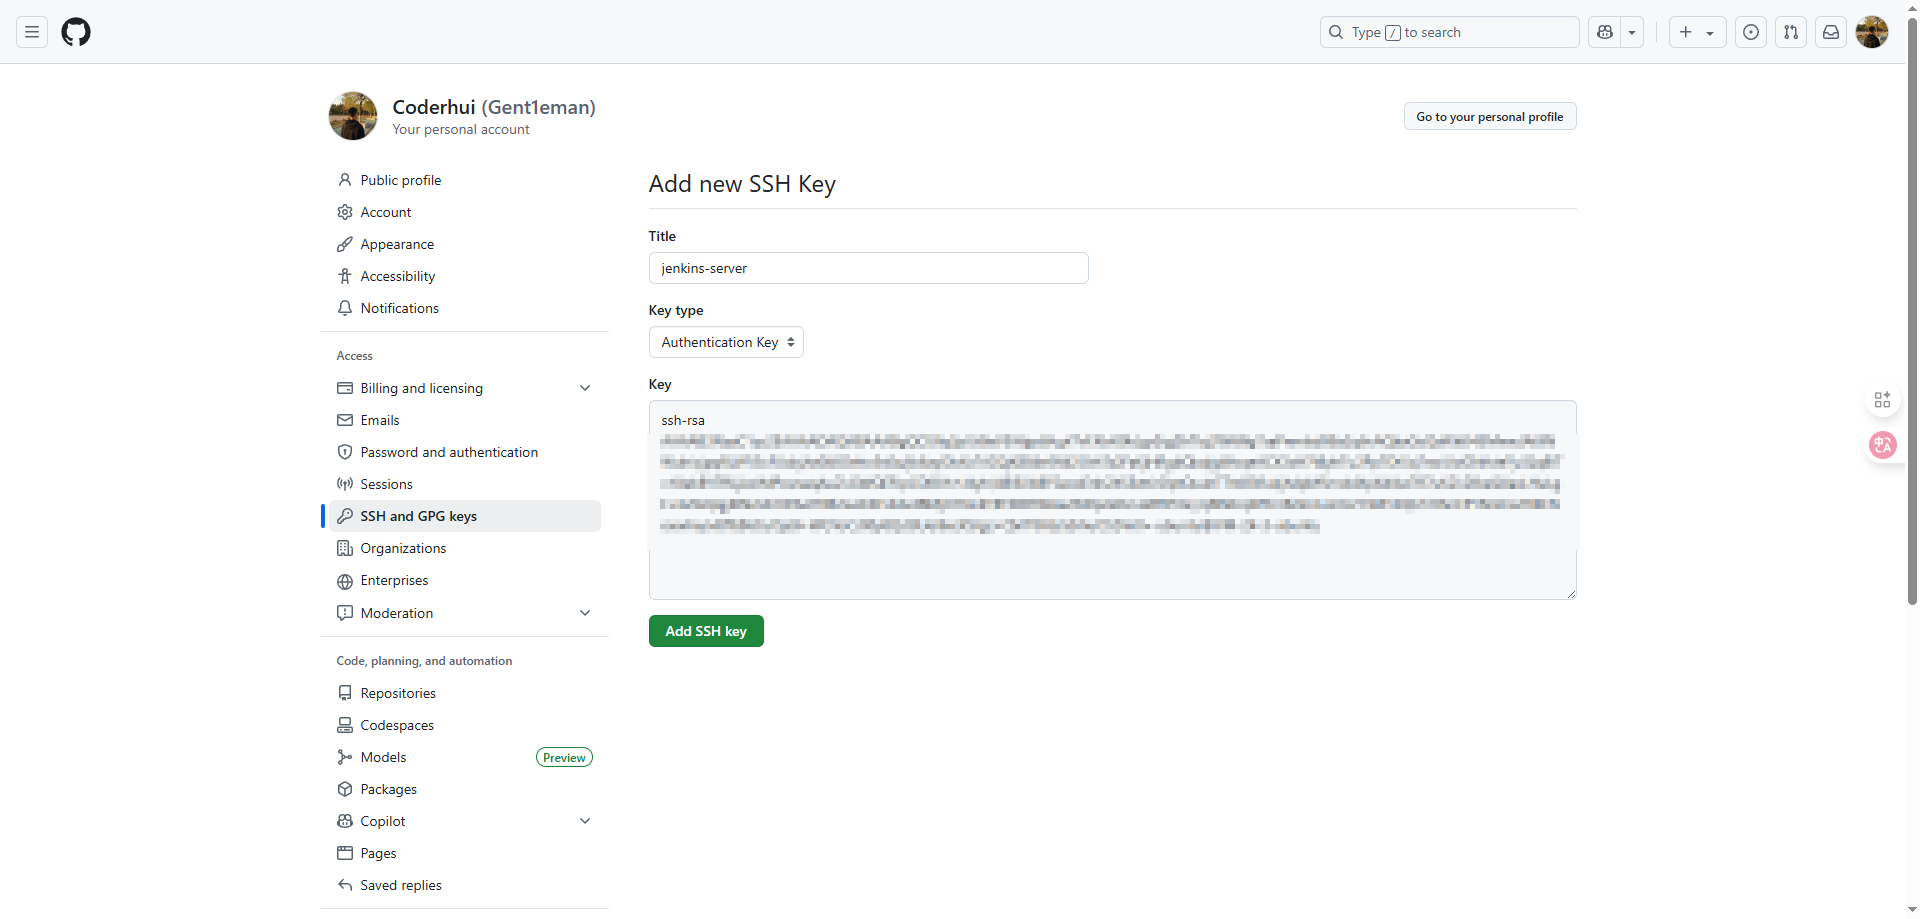 Type / to search
Coderhui (Gent1eman)
Your personal account
Go to your personal profile
Public profile
Account
Appearance
Accessibility
Notifications
Access
Billing and licensing
Emails
Password and authentication
Sessions
SSH and GPG keys
Organizations
Enterprises
Moderation
Code, planning, and automation
Repositories
Codespaces
Models
Preview
Packages
Copilot
Pages
Saved replies
Add new SSH Key
Title
jenkins-server
Key type
Authentication Key
Key
ssh-rsa
Add SSH key